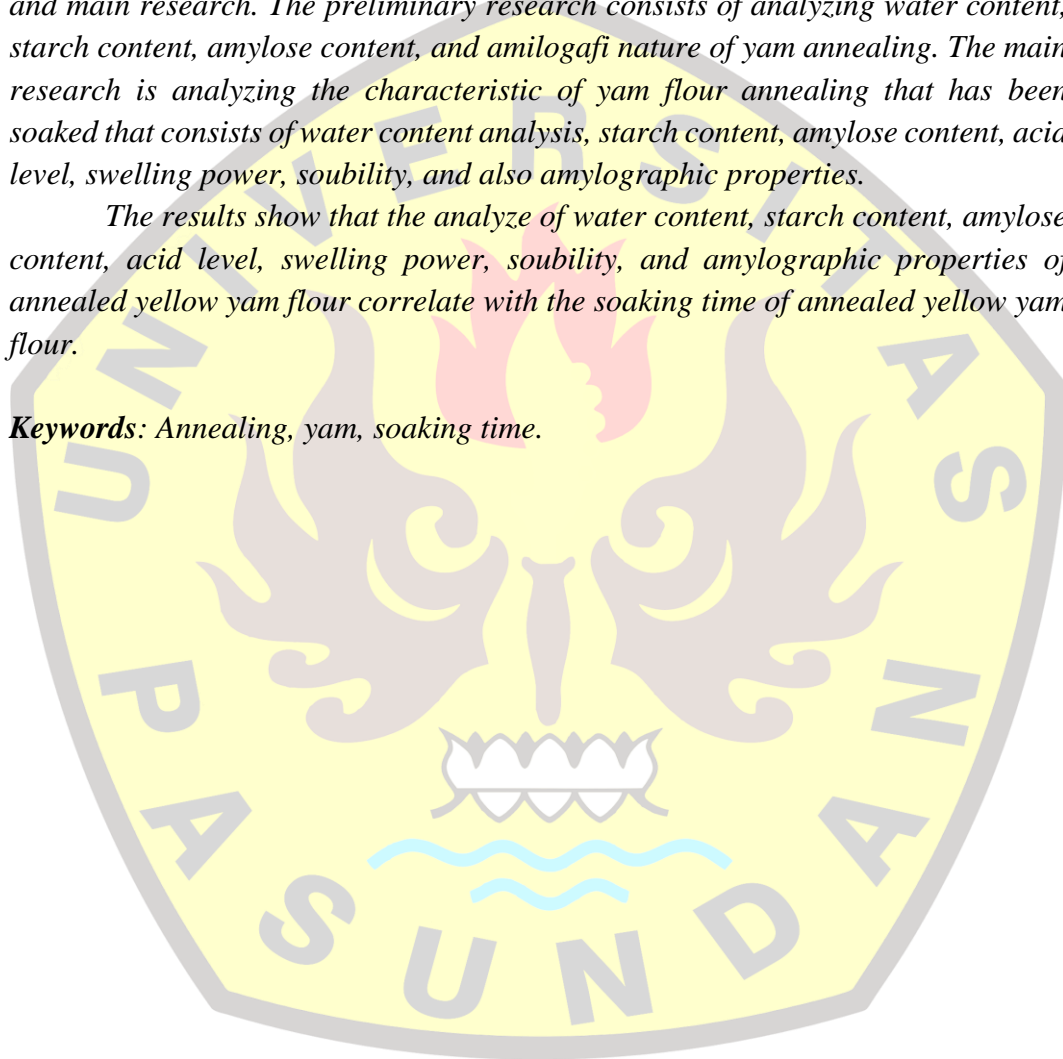 and main research. The preliminary research consists of analyzing water content,
starch content, amylose content, and amilogafi nature of yam annealing. The main
research is analyzing the characteristic of yam flour annealing that has been
soaked that consists of water content analysis, starch content, amylose content, acid
level, swelling power, soubility, and also amylographic properties.
The results show that the analyze of water content, starch content, amylose
content, acid level, swelling power, soubility, and amylographic properties of
annealed yellow yam flour correlate with the soaking time of annealed yellow yam
flour.
Keywords: Annealing, yam, soaking time.
UNIVERSITAS
PASUNDAN